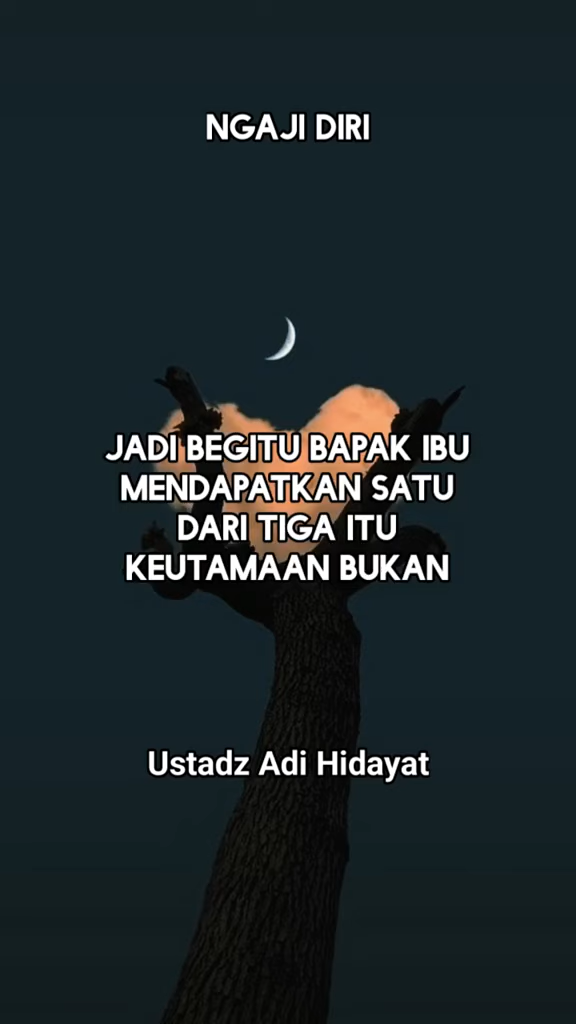 NGAJI DIRI
JADI BEGITU BAPAK IBU
MENDAPATKAN SATU
DARI TIGA ITU
KEUTAMAAN BUKAN
Ustadz Adi Hidayat